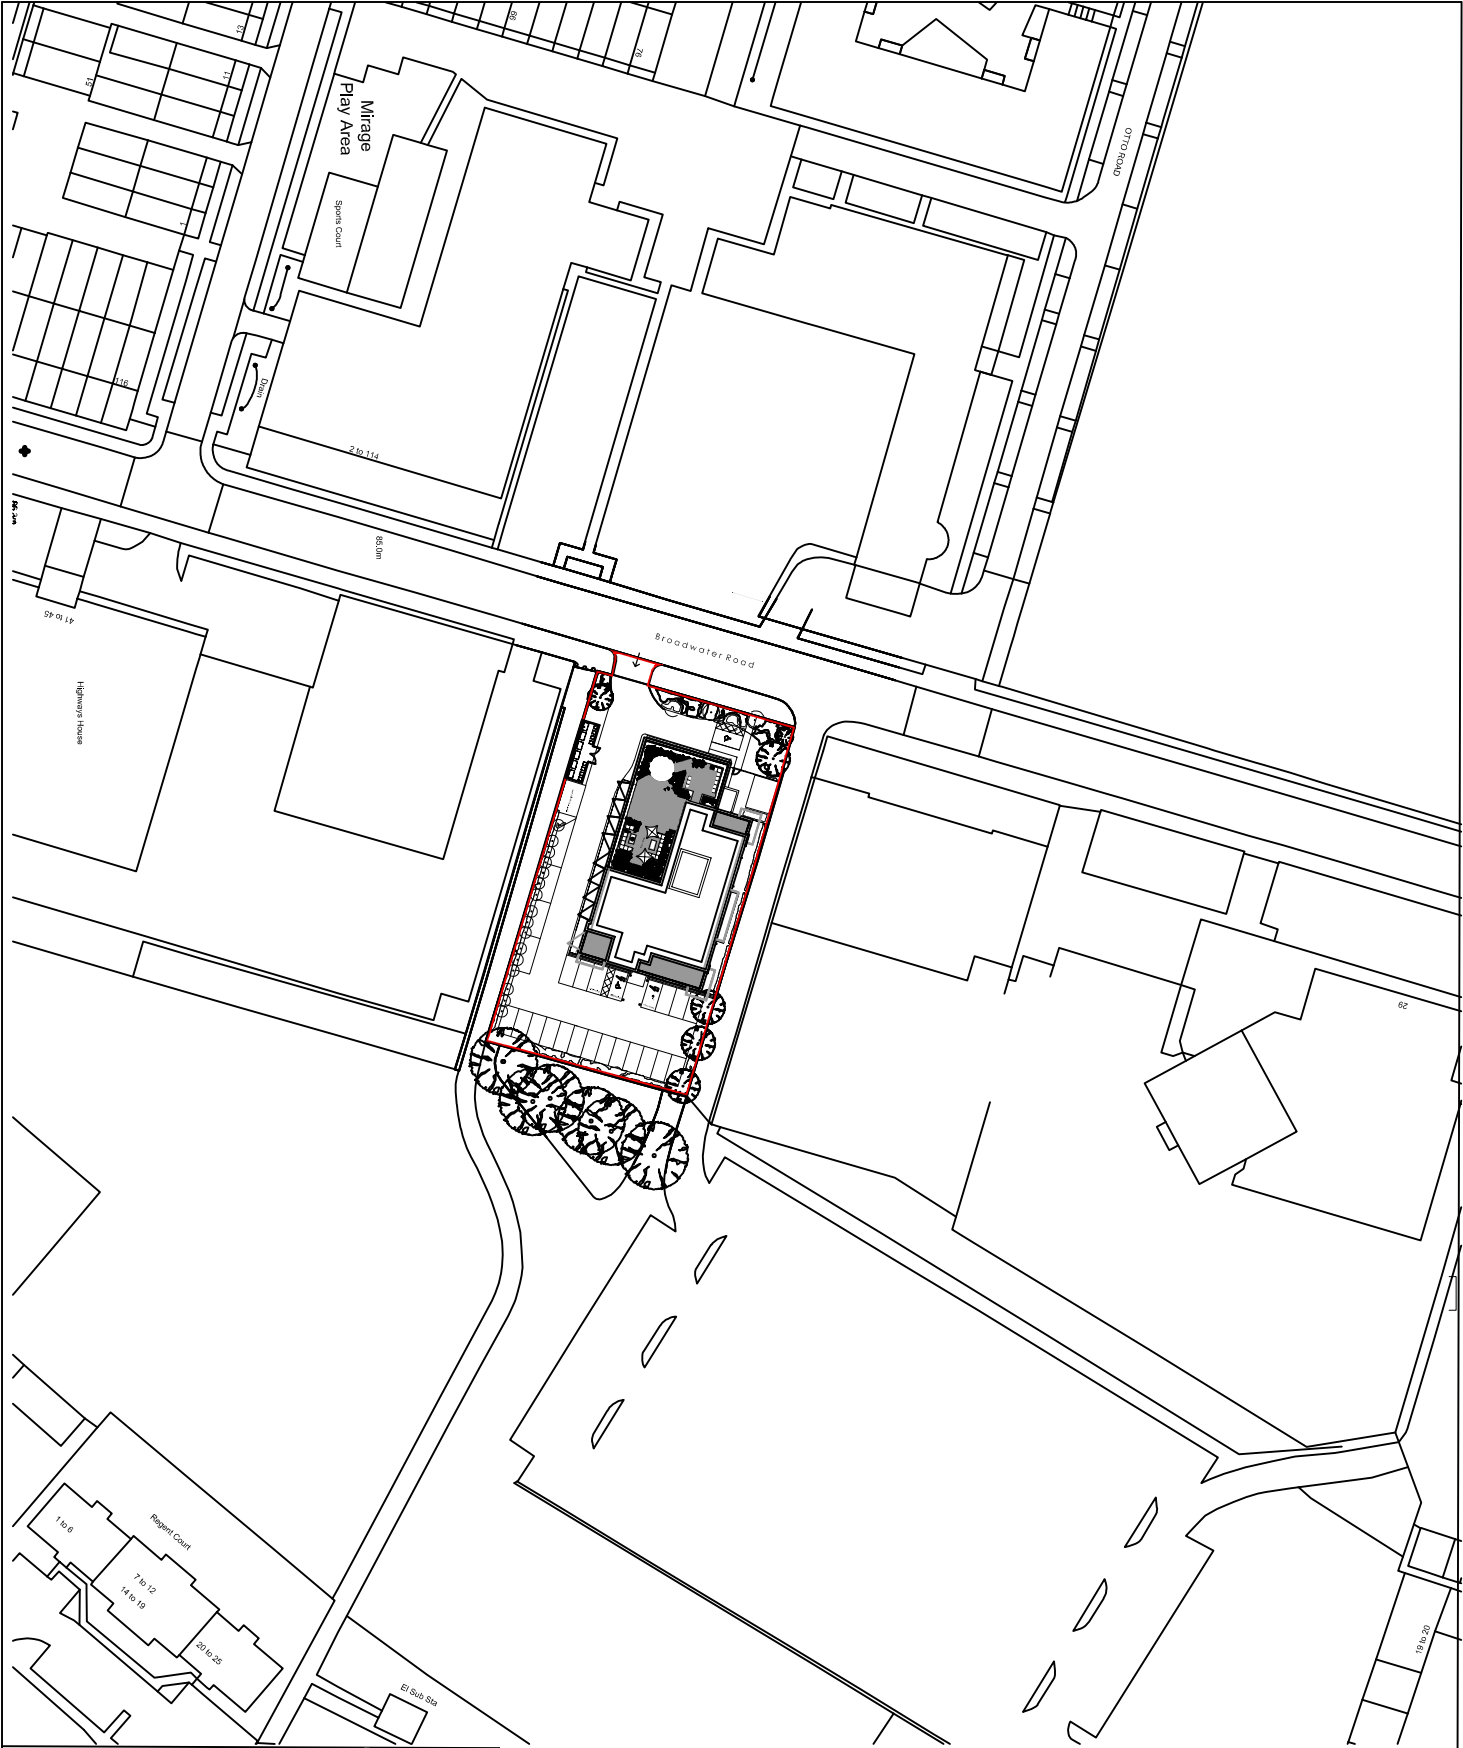 13
99
76
51
11
Mirage
Play Area
OTTO ROAD
Sports Court
1
116
Drain
2 to 114
85.0m
41 to 45
Broadwater Road
Highways House
29
Regent Court
1 to 6
7 to 12
14 to 19
20 to 25
El Sub Sta
19 to 20